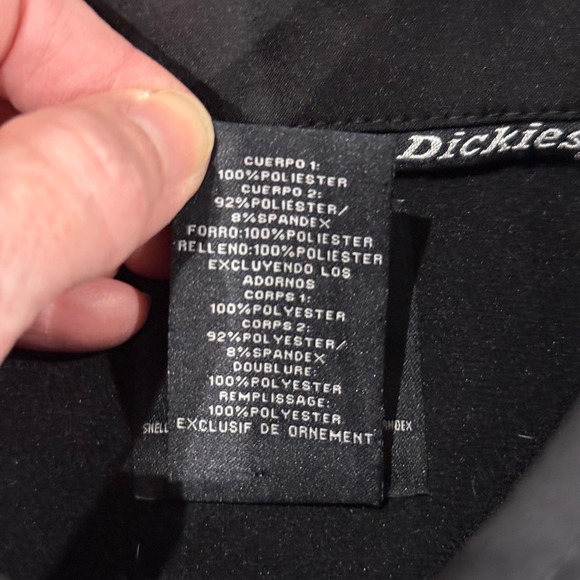 Dickies
CUERPO 1:
100%POLIESTER
CUERPO 2:
92%POLIESTER/
8%SPANDEX
FORRO:100%POLIESTER
RELLENO:100%POLIESTER
EXCLUYENDO LOS
ADORNOS
CORPS 1:
100%POLYESTER
CORPS 2:
92%POLYESTER/
8%SPANDEX
DOUBLURE:
100%POLYESTER
REMPLISSAGE:
100%POLYESTER
EXCLUSIF DE ORNEMENT
SHELL